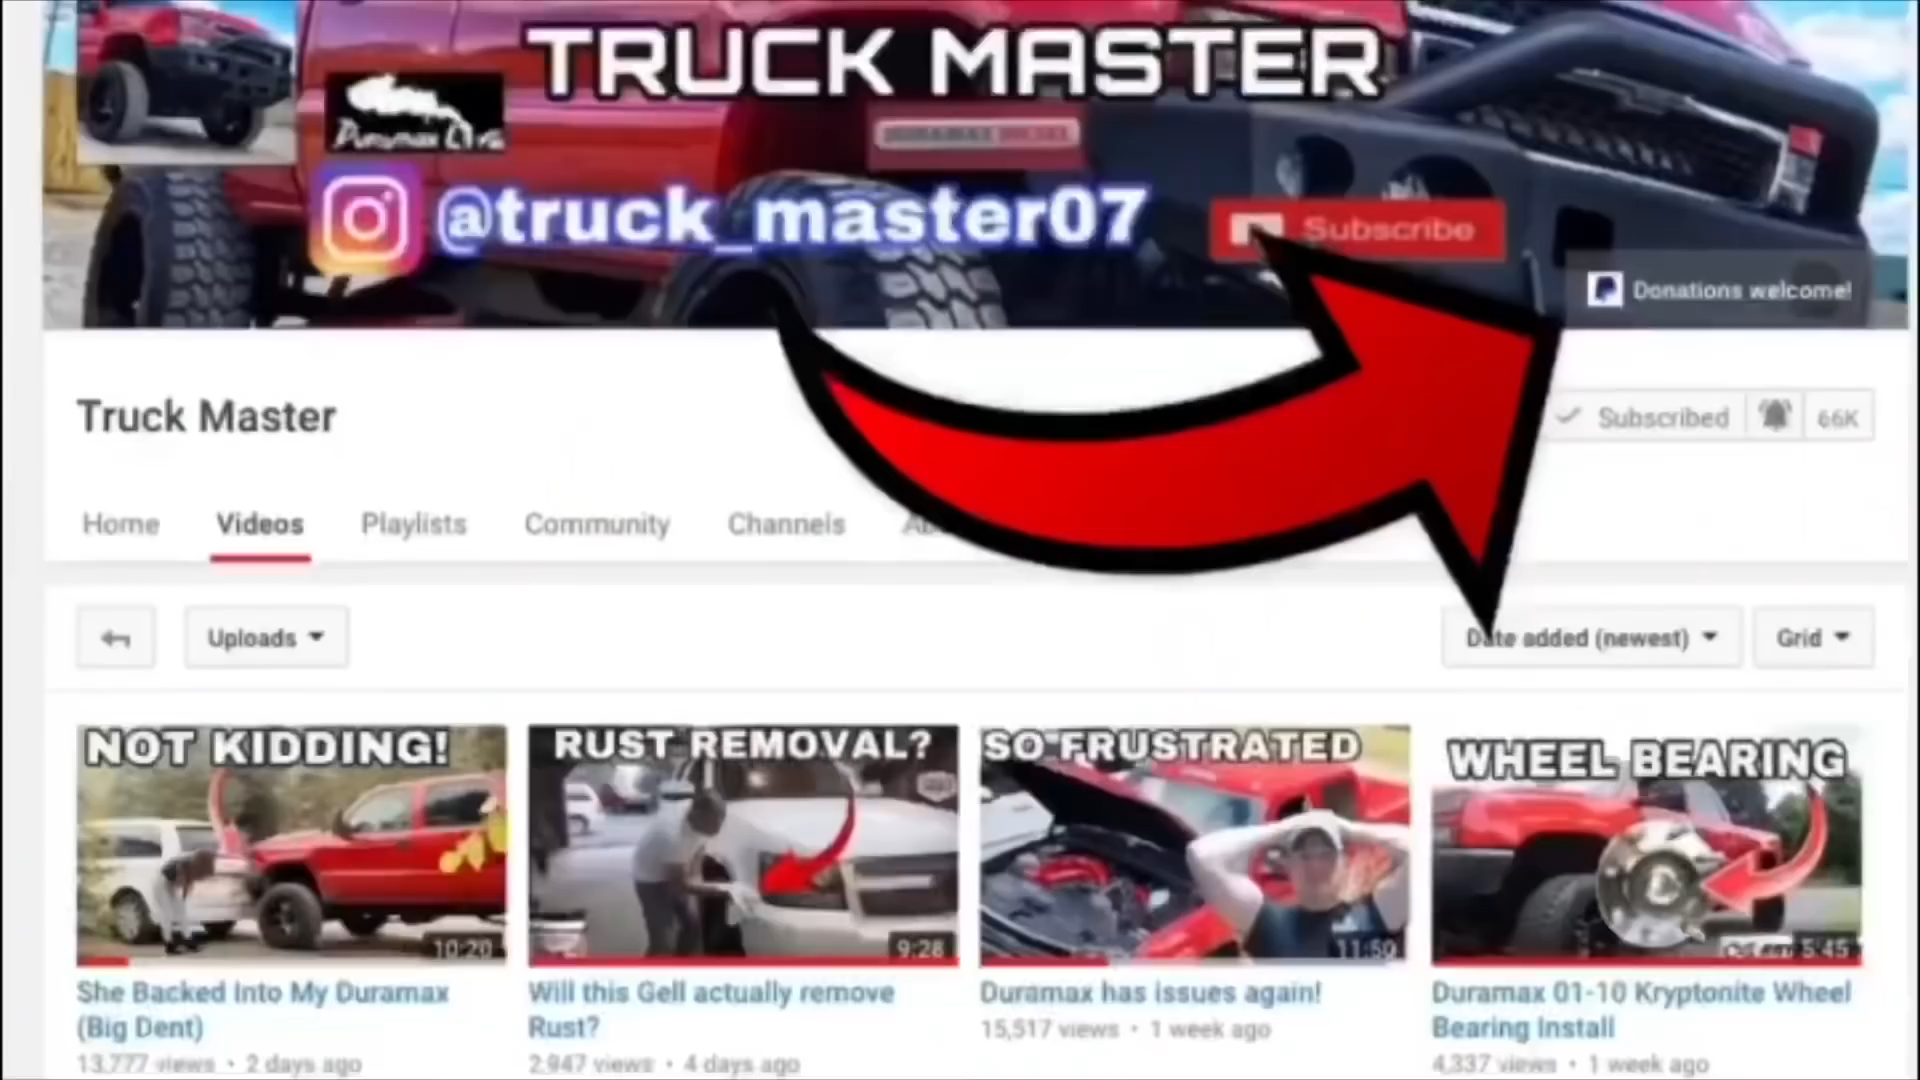 TRUCK MASTER
Duramax
DURAMAX DIESEL
@truck_master07
Subscribe
Donations welcome!
Truck Master
Subscribed 66K
Home Videos Playlists Community Channels
Uploads Date added (newest) Grid
NOT KIDDING!
10:20
She Backed Into My Duramax
(Big Dent)
13,777 views • 2 days ago
RUST REMOVAL?
9:28
Will this Gell actually remove
Rust?
2,947 views • 4 days ago
SO FRUSTRATED
11:50
Duramax has issues again!
15,517 views • 1 week ago
WHEEL BEARING
5:45
Duramax 01-10 Kryptonite Wheel
Bearing Install
4,337 views • 1 week ago